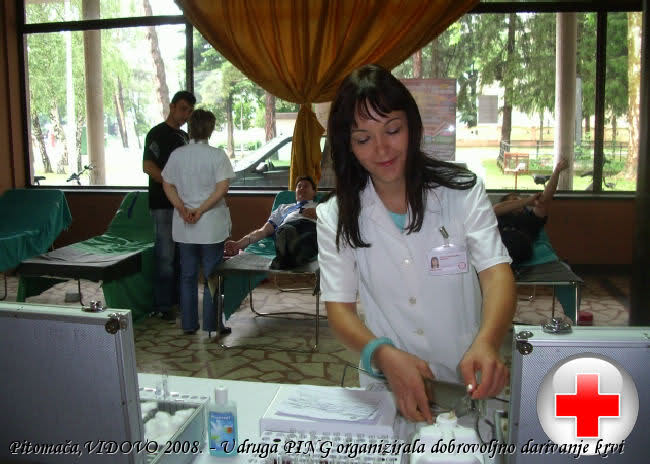 Pitomača,VIDOVO 2008. - Udruga PING organizirala dobrovoljno darivanje krvi